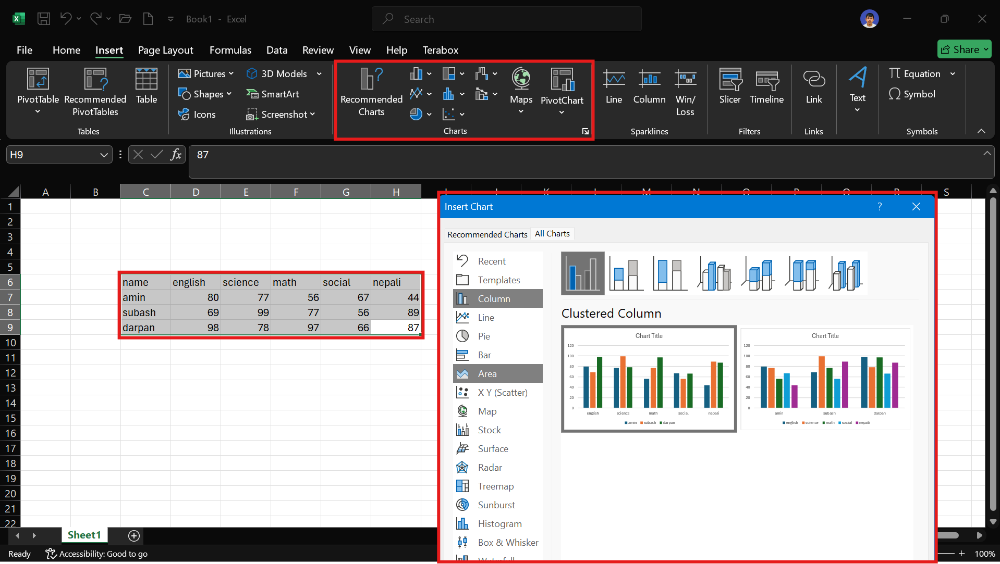 Book1 - Excel
Search
File Home Insert Page Layout Formulas Data Review View Help Terabox
Share
PivotTable
Recommended PivotTables
Table
Tables
Pictures
Shapes
Icons
3D Models
SmartArt
Screenshot
Illustrations
Recommended Charts
Maps
PivotChart
Charts
Line
Column
Win/Loss
Sparklines
Slicer
Timeline
Filters
Link
Links
Text
Equation
Symbol
Symbols
H9
fx
87
A B C D E F G H
S
1
2
3
4
5
6 name english science math social nepali
7 amin 80 77 56 67 44
8 subash 69 99 77 56 89
9 darpan 98 78 97 66 87
10
11
12
13
14
15
16
17
18
19
20
21
22
Insert Chart ?
Recommended Charts All Charts
Recent
Templates
Column
Line
Pie
Bar
Area
X Y (Scatter)
Map
Stock
Surface
Radar
Treemap
Sunburst
Histogram
Box & Whisker
Clustered Column
Chart Title
120
100
80
60
40
20
0
english science math social nepali
amin subash darpan
Chart Title
120
100
80
60
40
20
0
amin subash darpan
english science math social nepali
Sheet1
Ready Accessibility: Good to go
100%